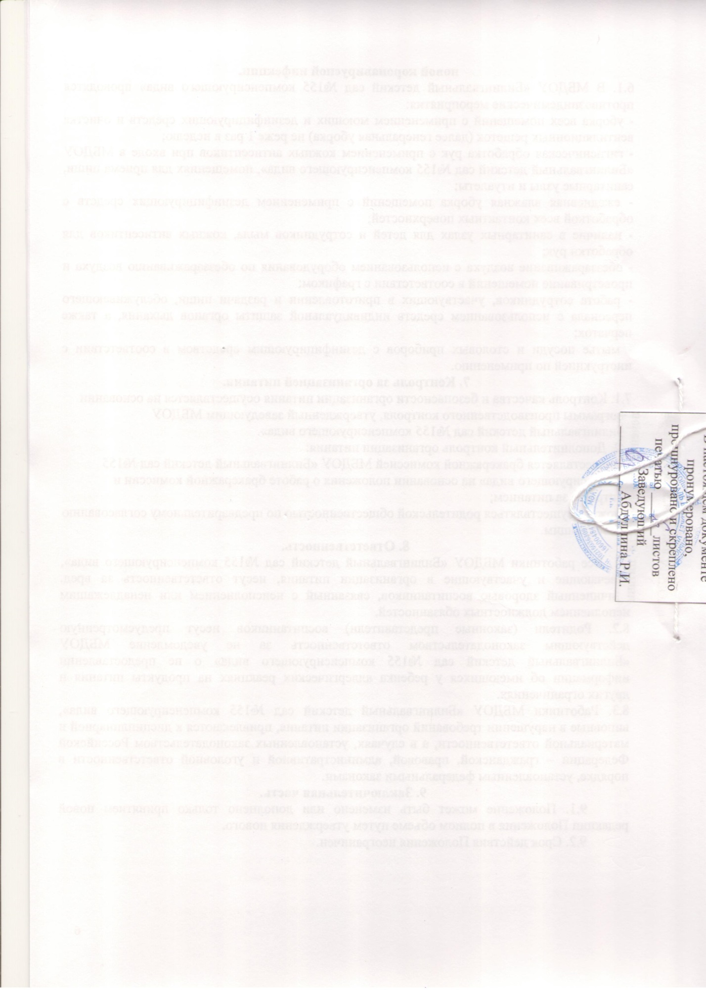 новой коронавирусной инфекции.
6.1. В МБДОУ «Билингвальный детский сад №155 компенсирующего вида» проводятся
противоэпидемические мероприятия:
- уборка всех помещений с применением моющих и дезинфицирующих средств и очистка
вентиляционных решеток (далее генеральная уборка) не реже 1 раз в неделю;
- гигиеническая обработка рук с применением кожных антисептиков при входе в МБДОУ
«Билингвальный детский сад №155 компенсирующего вида», помещениях для приема пищи,
санитарные узлы и туалеты;
- ежедневная влажная уборка помещений с применением дезинфицирующих средств с
обработкой всех контактных поверхностей;
- наличие в санитарных узлах для детей и сотрудников мыла, кожных антисептиков для
обработки рук;
- обеззараживание воздуха с использованием оборудования по обеззараживанию воздуха и
проветривание помещений в соответствии с графиком;
- работа сотрудников, участвующих в приготовлении и раздачи пищи, обслуживающего
персонала с использованием средств индивидуальной защиты органов дыхания, а также
перчаток;
мытье посуды и столовых приборов с дезинфицирующим средством в соответствии с
инструкцией по применению.
7. Контроль за организацией питания.
7.1. Контроль качества и безопасности организации питания осуществляется на основании
программы производственного контроля, утвержденный заведующим МБДОУ
детский сад №155 компенсирующего вида».
Дополнительный контроль организации питания:
бракеражной комиссией МБДОУ «Билингвальный детский сад №155
вида» на основании положения о работе бракеражной комиссии и
за питанием;
родительской общественностью по предварительному согласованию
8. Ответственность.
работники МБДОУ «Билингвальный детский сад №155 компенсирующего вида»,
и участвующие в организации питания, несут ответственность за вред,
здоровью воспитанников, связанный с неисполнением или ненадлежащим
исполнением должностных обязанностей.
8.2. Родители (законные представители) воспитанников несут предусмотренную
действующим законодательством ответственность за не уведомление МБДОУ
«Билингвальный детский сад №155 компенсирующего вида» о не предоставлении
информации об имеющихся у ребенка аллергических реакциях на продукты питания и
других ограничениях.
8.3. Работники МБДОУ «Билингвальный детский сад №155 компенсирующего вида»,
виновные в нарушении требований организации питания, привлекаются к дисциплинарной и
материальной ответственности, а в случаях, установленных законодательством Российской
Федерации – гражданской, правовой, административной и уголовной ответственности в
порядке, установленным федеральными законами.
9. Заключительная часть.
9.1. Положение может быть изменено или дополнено только принятием новой
редакции Положения в полном объеме путем утверждения нового.
9.2. Срок действия Положения неограничен.
6
документе
пронумеровано,
и скреплено
печатью листов
Заведующий
Абдуллина Р.И.